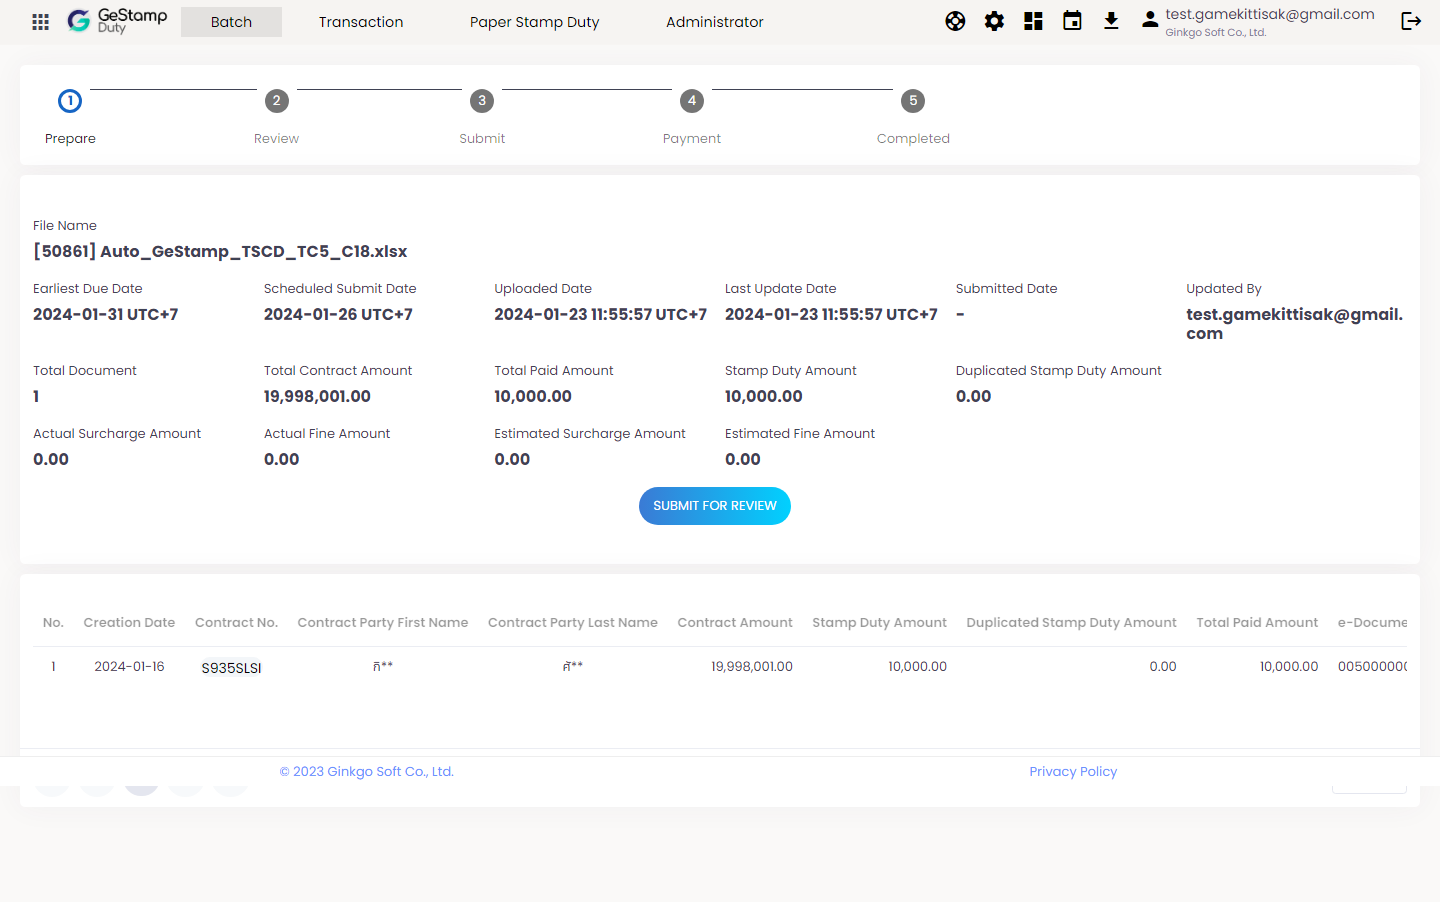 GeStamp
Duty
Batch
Transaction
Paper Stamp Duty
Administrator
test.gamekittisak@gmail.com
Ginkgo Soft Co., Ltd.
1
2
3
4
5
Prepare
Review
Submit
Payment
Completed
File Name
[50861] Auto_GeStamp_TSCD_TC5_C18.xlsx
Earliest Due Date
Scheduled Submit Date
Uploaded Date
Last Update Date
Submitted Date
Updated By
2024-01-31 UTC+7
2024-01-26 UTC+7
2024-01-23 11:55:57 UTC+7
2024-01-23 11:55:57 UTC+7
-
test.gamekittisak@gmail.
com
Total Document
Total Contract Amount
Total Paid Amount
Stamp Duty Amount
Duplicated Stamp Duty Amount
1
19,998,001.00
10,000.00
10,000.00
0.00
Actual Surcharge Amount
Actual Fine Amount
Estimated Surcharge Amount
Estimated Fine Amount
0.00
0.00
0.00
0.00
SUBMIT FOR REVIEW
No.
Creation Date
Contract No.
Contract Party First Name
Contract Party Last Name
Contract Amount
Stamp Duty Amount
Duplicated Stamp Duty Amount
Total Paid Amount
e-Docume
1
2024-01-16
S935SLSI
กิ**
ศั**
19,998,001.00
10,000.00
0.00
10,000.00
005000000
© 2023 Ginkgo Soft Co., Ltd.
Privacy Policy